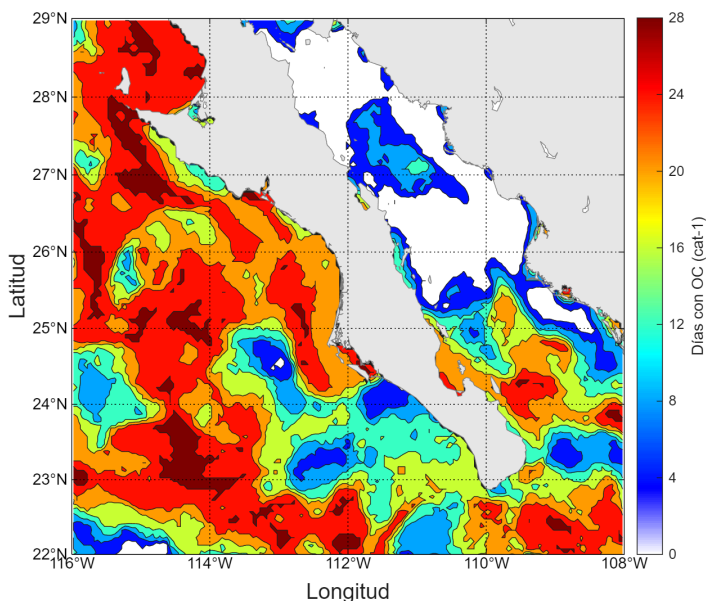 29°N
28°N
27°N
26°N
25°N
24°N
23°N
22°N
116°W
114°W
112°W
110°W
108°W
Latitud
Longitud
28
24
20
16
12
8
4
0
Días con OC (cat-1)